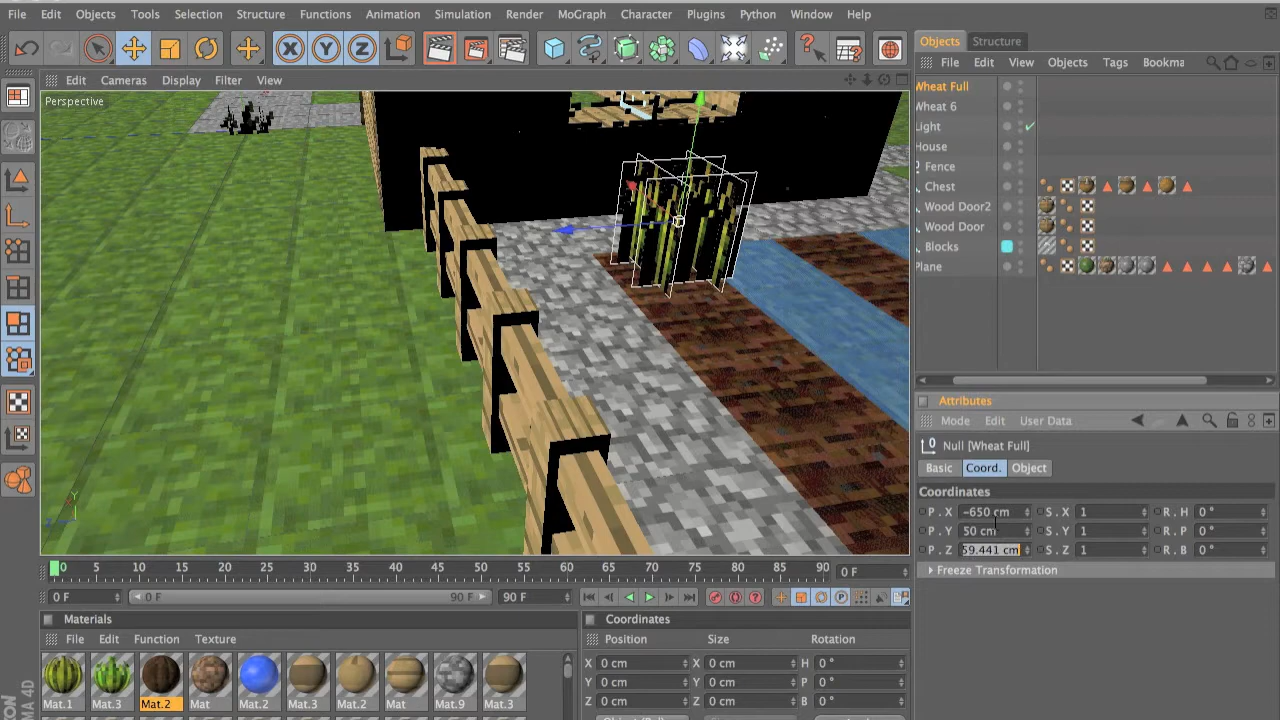 File Edit Objects Tools Selection Structure Functions Animation Simulation Render MoGraph Character Plugins Python Window Help
X Y Z
Objects Structure
File Edit View Objects Tags Bookma
Edit Cameras Display Filter View
Perspective
Wheat Full
Wheat 6
Light
House
Fence
Chest
Wood Door2
Wood Door
Blocks
Plane
Attributes
Mode Edit User Data
Null [Wheat Full]
Basic Coord. Object
Coordinates
P . X -650 cm S . X 1 R . H 0 °
P . Y 50 cm S . Y 1 R . P 0 °
P . Z 59.441 cm S . Z 1 R . B 0 °
Freeze Transformation
Y
Z
0 5 10 15 20 25 30 35 40 45 50 55 60 65 70 75 80 85 90 0 F
0 F 0 F 90 F 90 F
Materials
File Edit Function Texture
Mat.1 Mat.3 Mat.2 Mat Mat.2 Mat.3 Mat.2 Mat Mat.9 Mat.3
Coordinates
Position Size Rotation
X 0 cm X 0 cm H 0 °
Y 0 cm Y 0 cm P 0 °
Z 0 cm Z 0 cm B 0 °